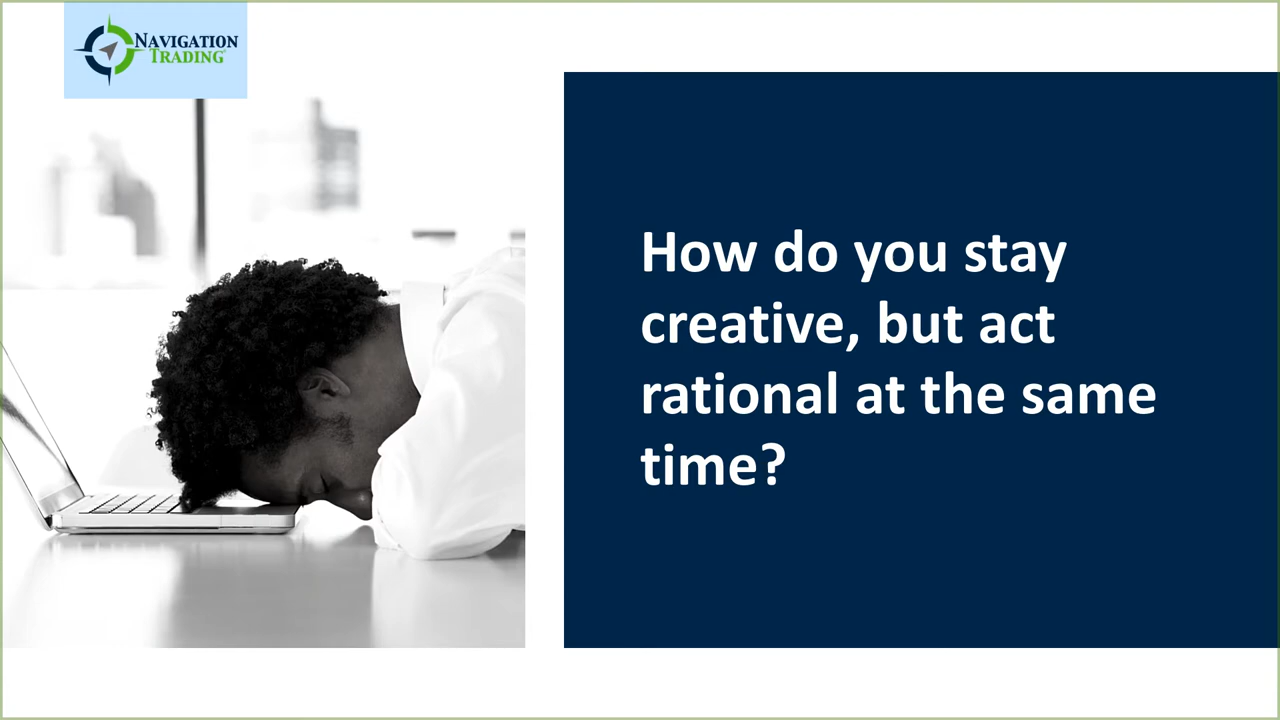 NAVIGATION
TRADING
How do you stay
creative, but act
rational at the same
time?